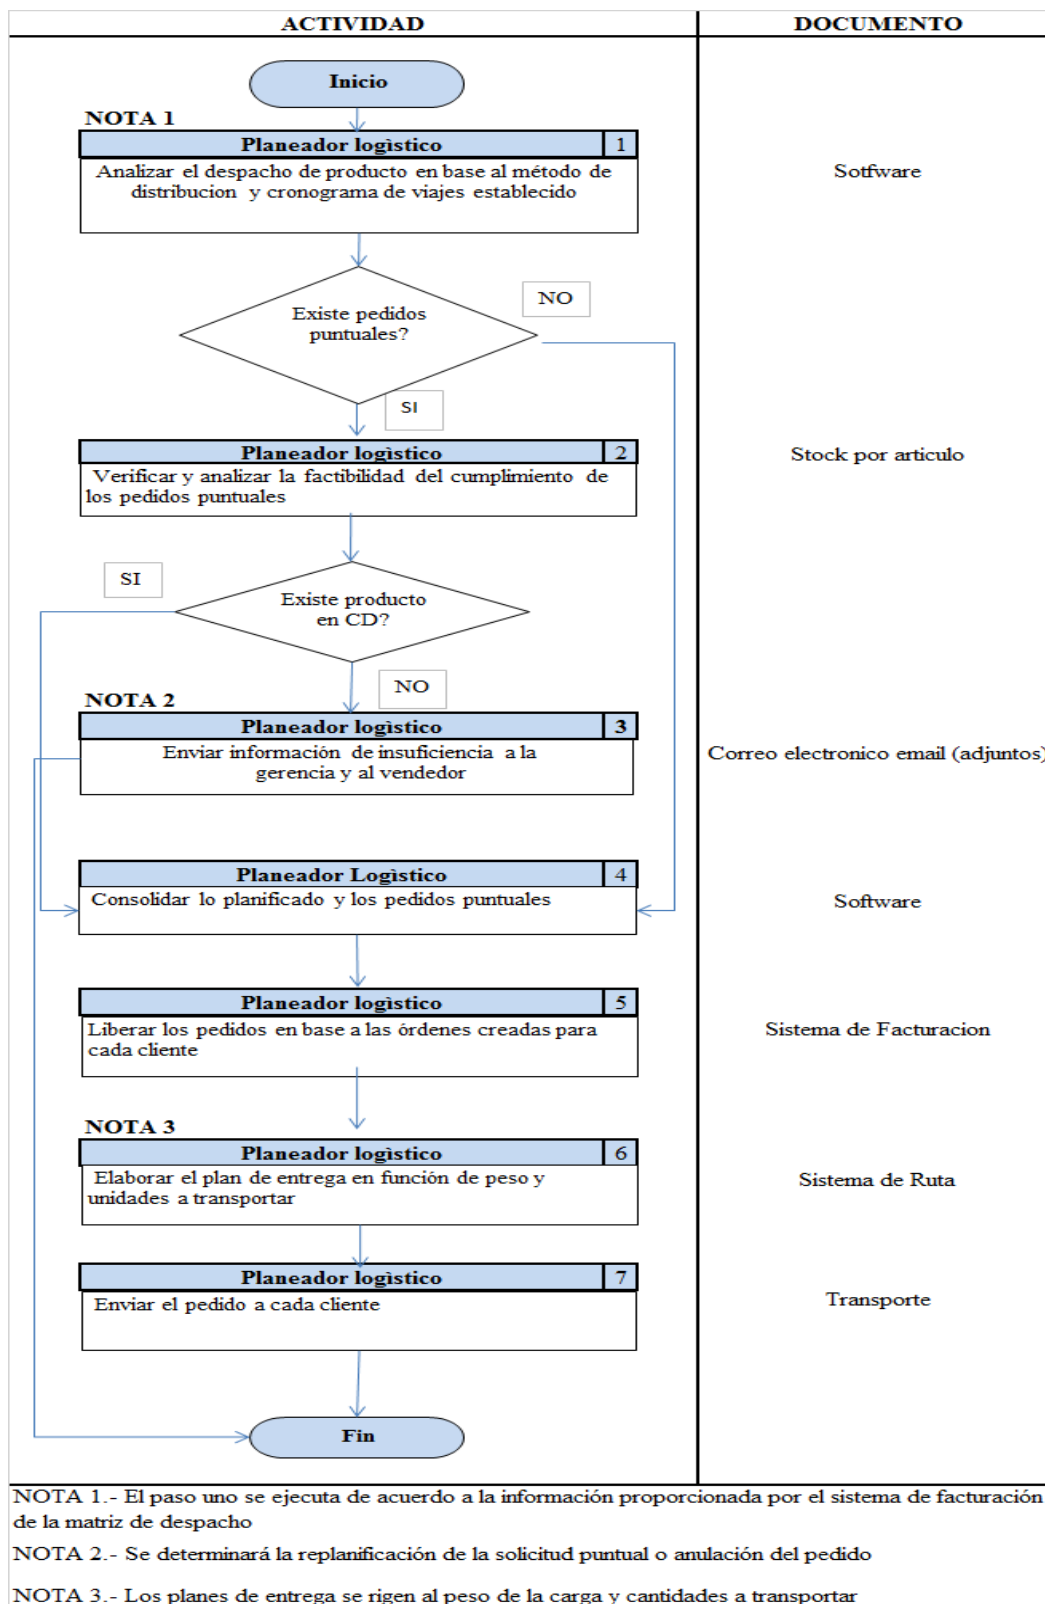 ACTIVIDAD
DOCUMENTO
Inicio
NOTA 1
Planeador logìstico 1
Analizar el despacho de producto en base al método de
distribucion y cronograma de viajes establecido
Sotfware
Existe pedidos
puntuales?
NO
SI
Planeador logìstico 2
Verificar y analizar la factibilidad del cumplimiento de
los pedidos puntuales
Stock por articulo
SI
Existe producto
en CD?
NO
NOTA 2
Planeador logìstico 3
Enviar información de insuficiencia a la
gerencia y al vendedor
Correo electronico email (adjuntos)
Planeador Logìstico 4
Consolidar lo planificado y los pedidos puntuales
Software
Planeador logìstico 5
Liberar los pedidos en base a las órdenes creadas para
cada cliente
Sistema de Facturacion
NOTA 3
Planeador logìstico 6
Elaborar el plan de entrega en función de peso y
unidades a transportar
Sistema de Ruta
Planeador logìstico 7
Enviar el pedido a cada cliente
Transporte
Fin
NOTA 1.- El paso uno se ejecuta de acuerdo a la información proporcionada por el sistema de facturación
de la matriz de despacho
NOTA 2.- Se determinará la replanificación de la solicitud puntual o anulación del pedido
NOTA 3.- Los planes de entrega se rigen al peso de la carga y cantidades a transportar